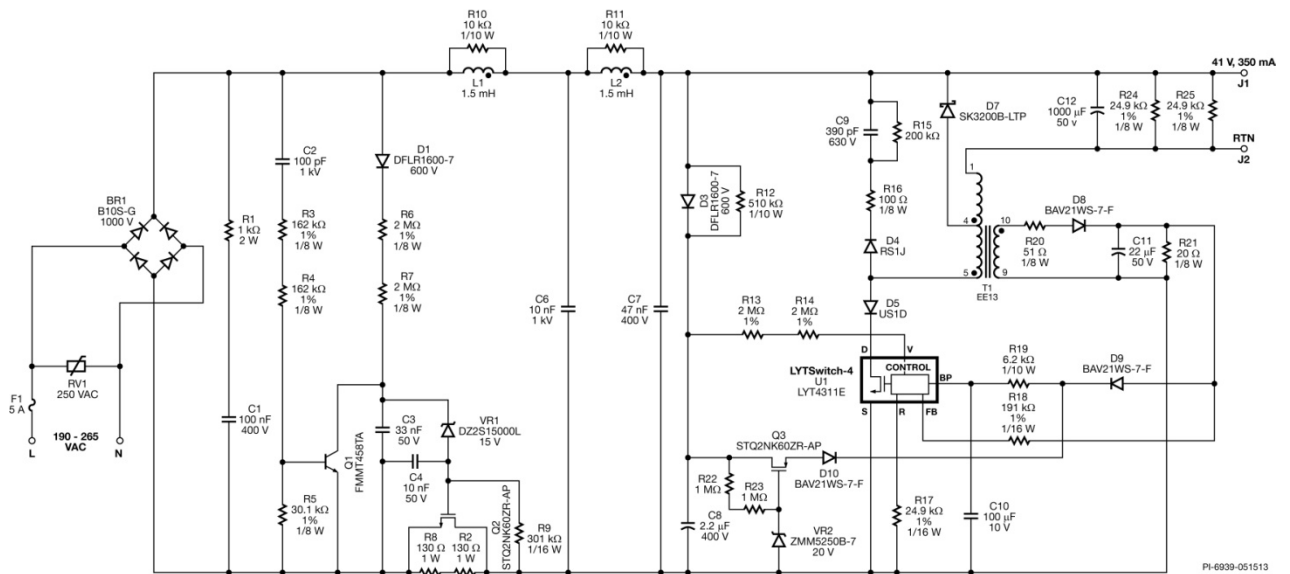 R10
10 kΩ
1/10 W
L1
1.5 mH
R11
10 kΩ
1/10 W
L2
1.5 mH
41 V, 350 mA
J1
RTN
J2
BR1
B10S-G
1000 V
R1
1 kΩ
2 W
C1
100 nF
400 V
F1
5 A
RV1
250 VAC
190 - 265
VAC
L
N
C2
100 pF
1 kV
R3
162 kΩ
1%
1/8 W
R4
162 kΩ
1%
1/8 W
R5
30.1 kΩ
1%
1/8 W
D1
DFLR1600-7
600 V
R6
2 MΩ
1%
1/8 W
R7
2 MΩ
1%
1/8 W
Q1
FMMT458TA
C3
33 nF
50 V
C4
10 nF
50 V
VR1
DZ2S15000L
15 V
Q2
STQ2NK60ZR-AP
R8
130 Ω
1 W
R2
130 Ω
1 W
R9
301 kΩ
1/16 W
C6
10 nF
1 kV
C7
47 nF
400 V
D3
DFLR1600-7
600 V
R12
510 kΩ
1/10 W
R13
2 MΩ
1%
R14
2 MΩ
1%
C9
390 pF
630 V
R15
200 kΩ
R16
100 Ω
1/8 W
D4
RS1J
D5
US1D
D7
SK3200B-LTP
C12
1000 μF
50 v
R24
24.9 kΩ
1%
1/8 W
R25
24.9 kΩ
1%
1/8 W
1
4
5
10
9
T1
EE13
R20
51 Ω
1/8 W
D8
BAV21WS-7-F
C11
22 μF
50 V
R21
20 Ω
1/8 W
LYTSwitch-4
U1
LYT4311E
D
V
CONTROL
BP
S
R
FB
R19
6.2 kΩ
1/10 W
R18
191 kΩ
1%
1/16 W
D9
BAV21WS-7-F
Q3
STQ2NK60ZR-AP
D10
BAV21WS-7-F
R22
1 MΩ
R23
1 MΩ
C8
2.2 μF
400 V
VR2
ZMM5250B-7
20 V
R17
24.9 kΩ
1%
1/16 W
C10
100 μF
10 V
PI-6939-051513